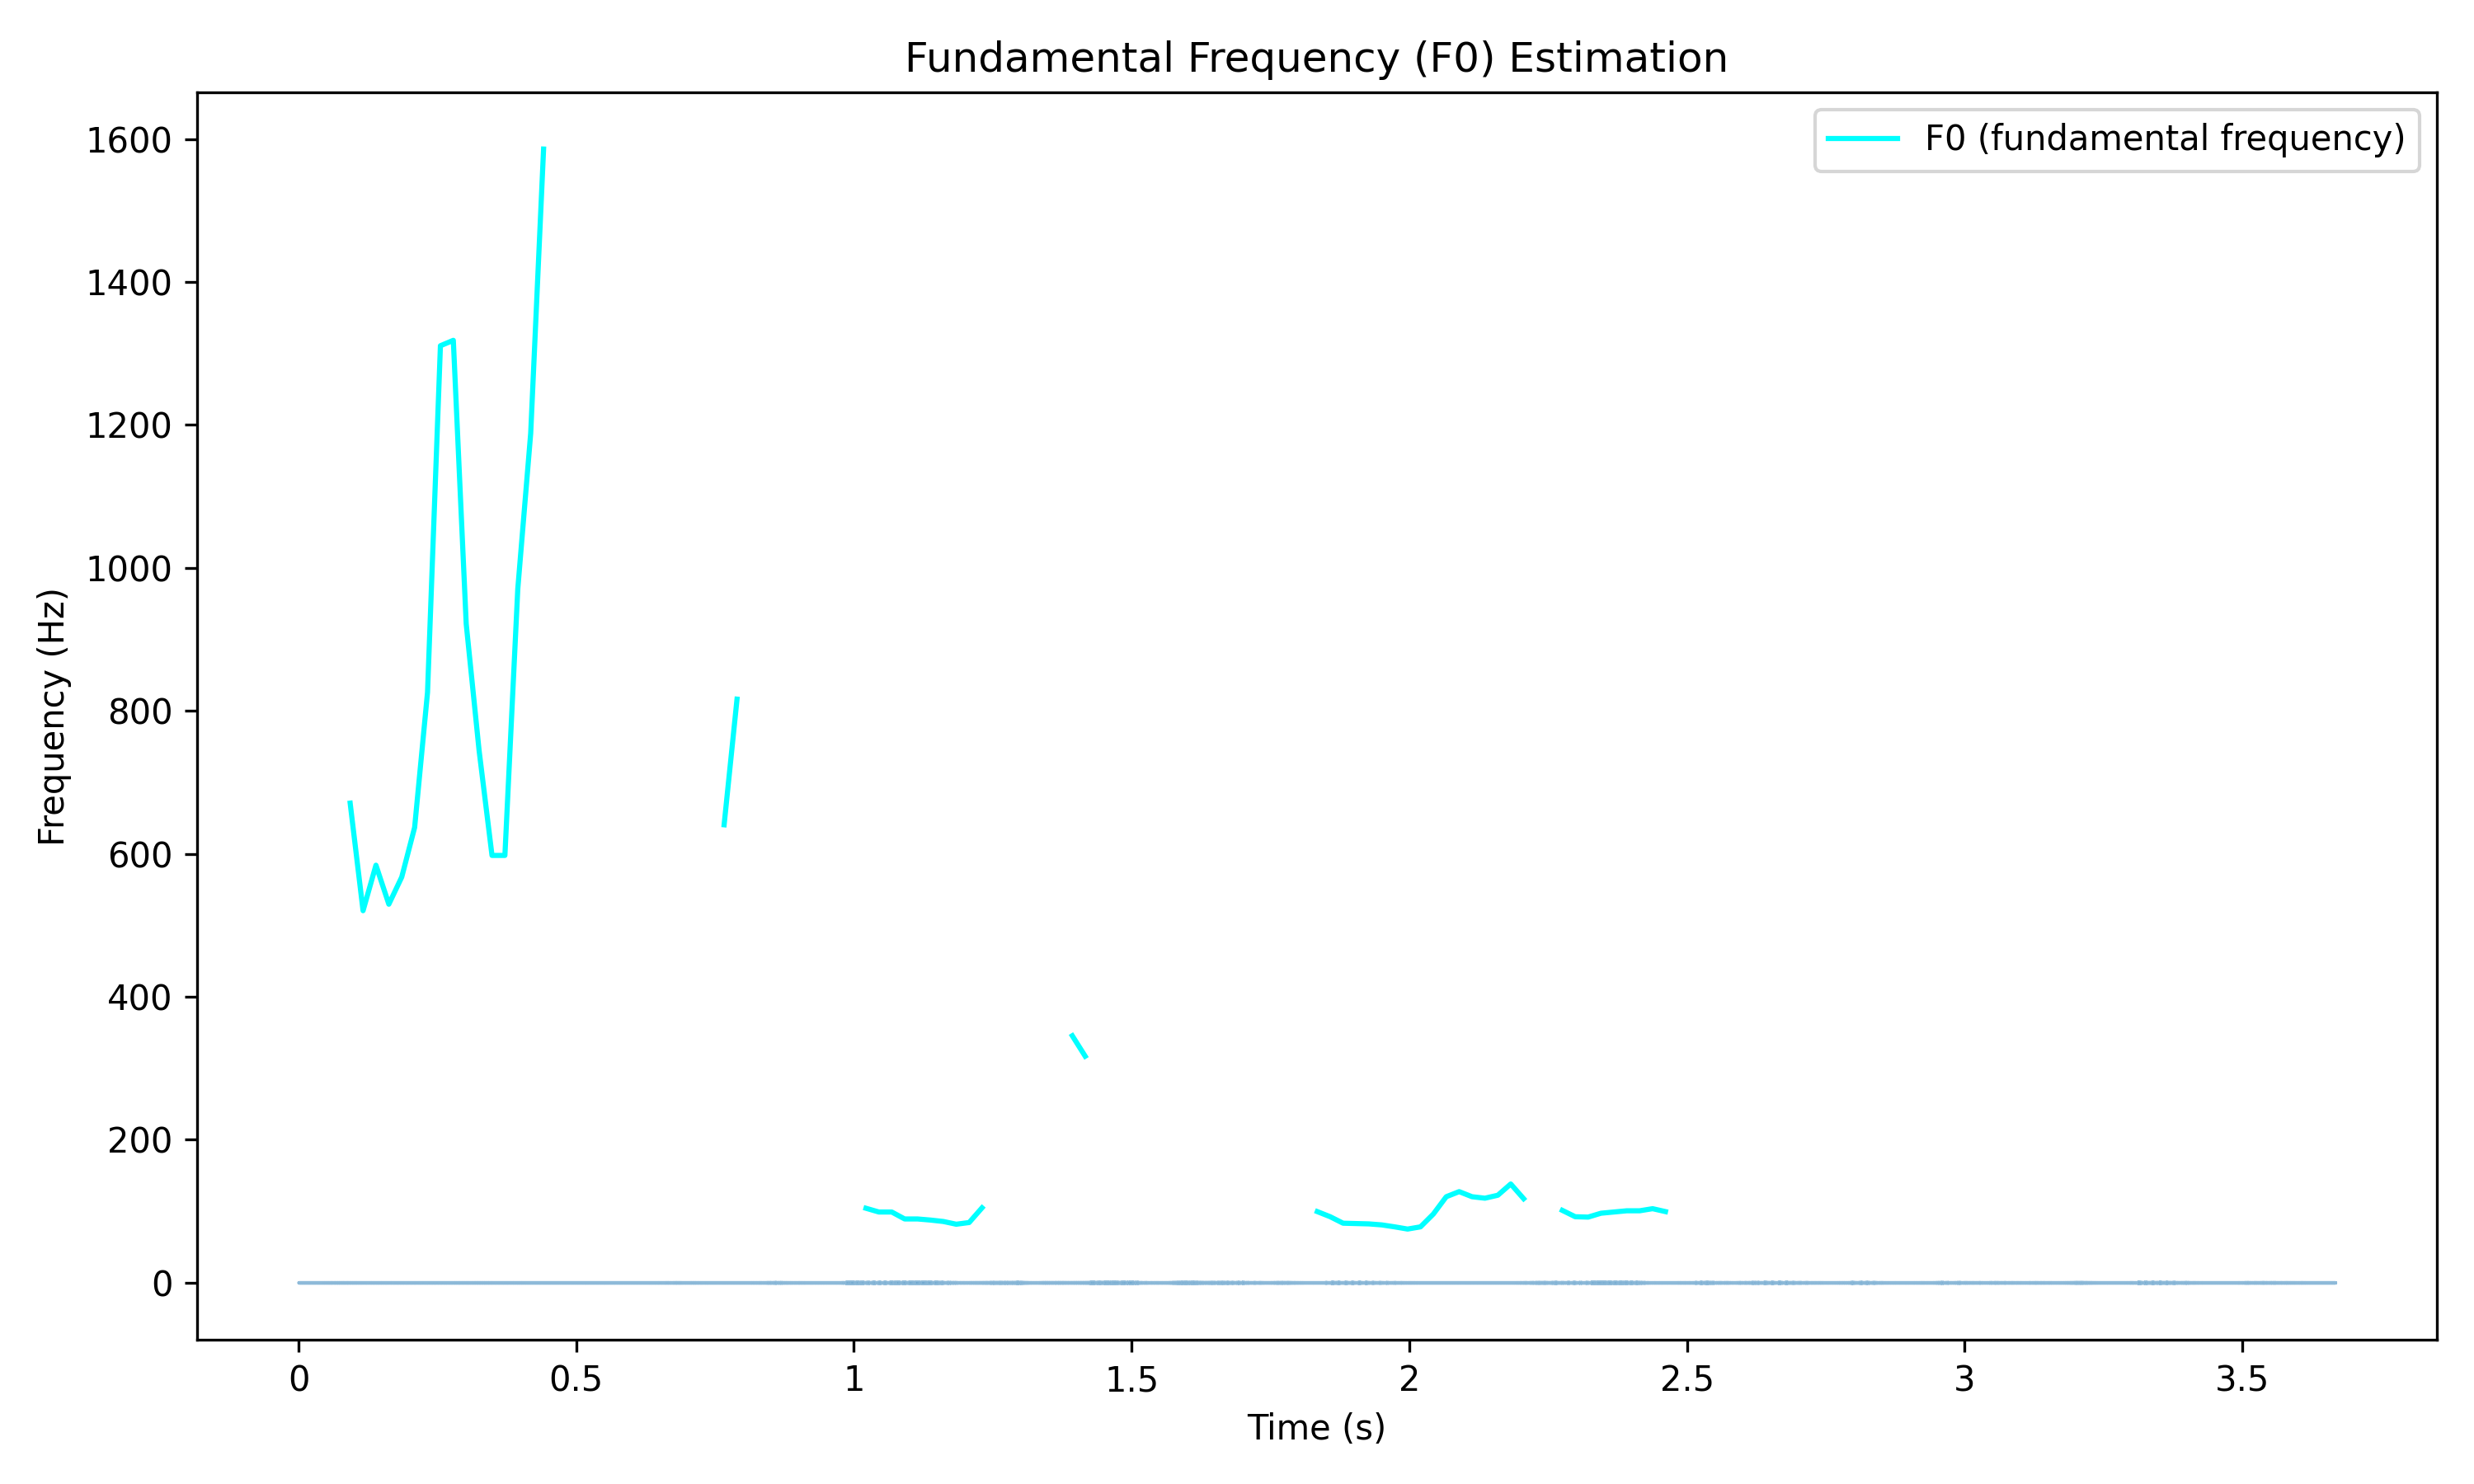 Fundamental Frequency (F0) Estimation
F0 (fundamental frequency)
1600
1400
1200
1000
800
600
400
200
0
Frequency (Hz)
0 0.5 1 1.5 2 2.5 3 3.5
Time (s)